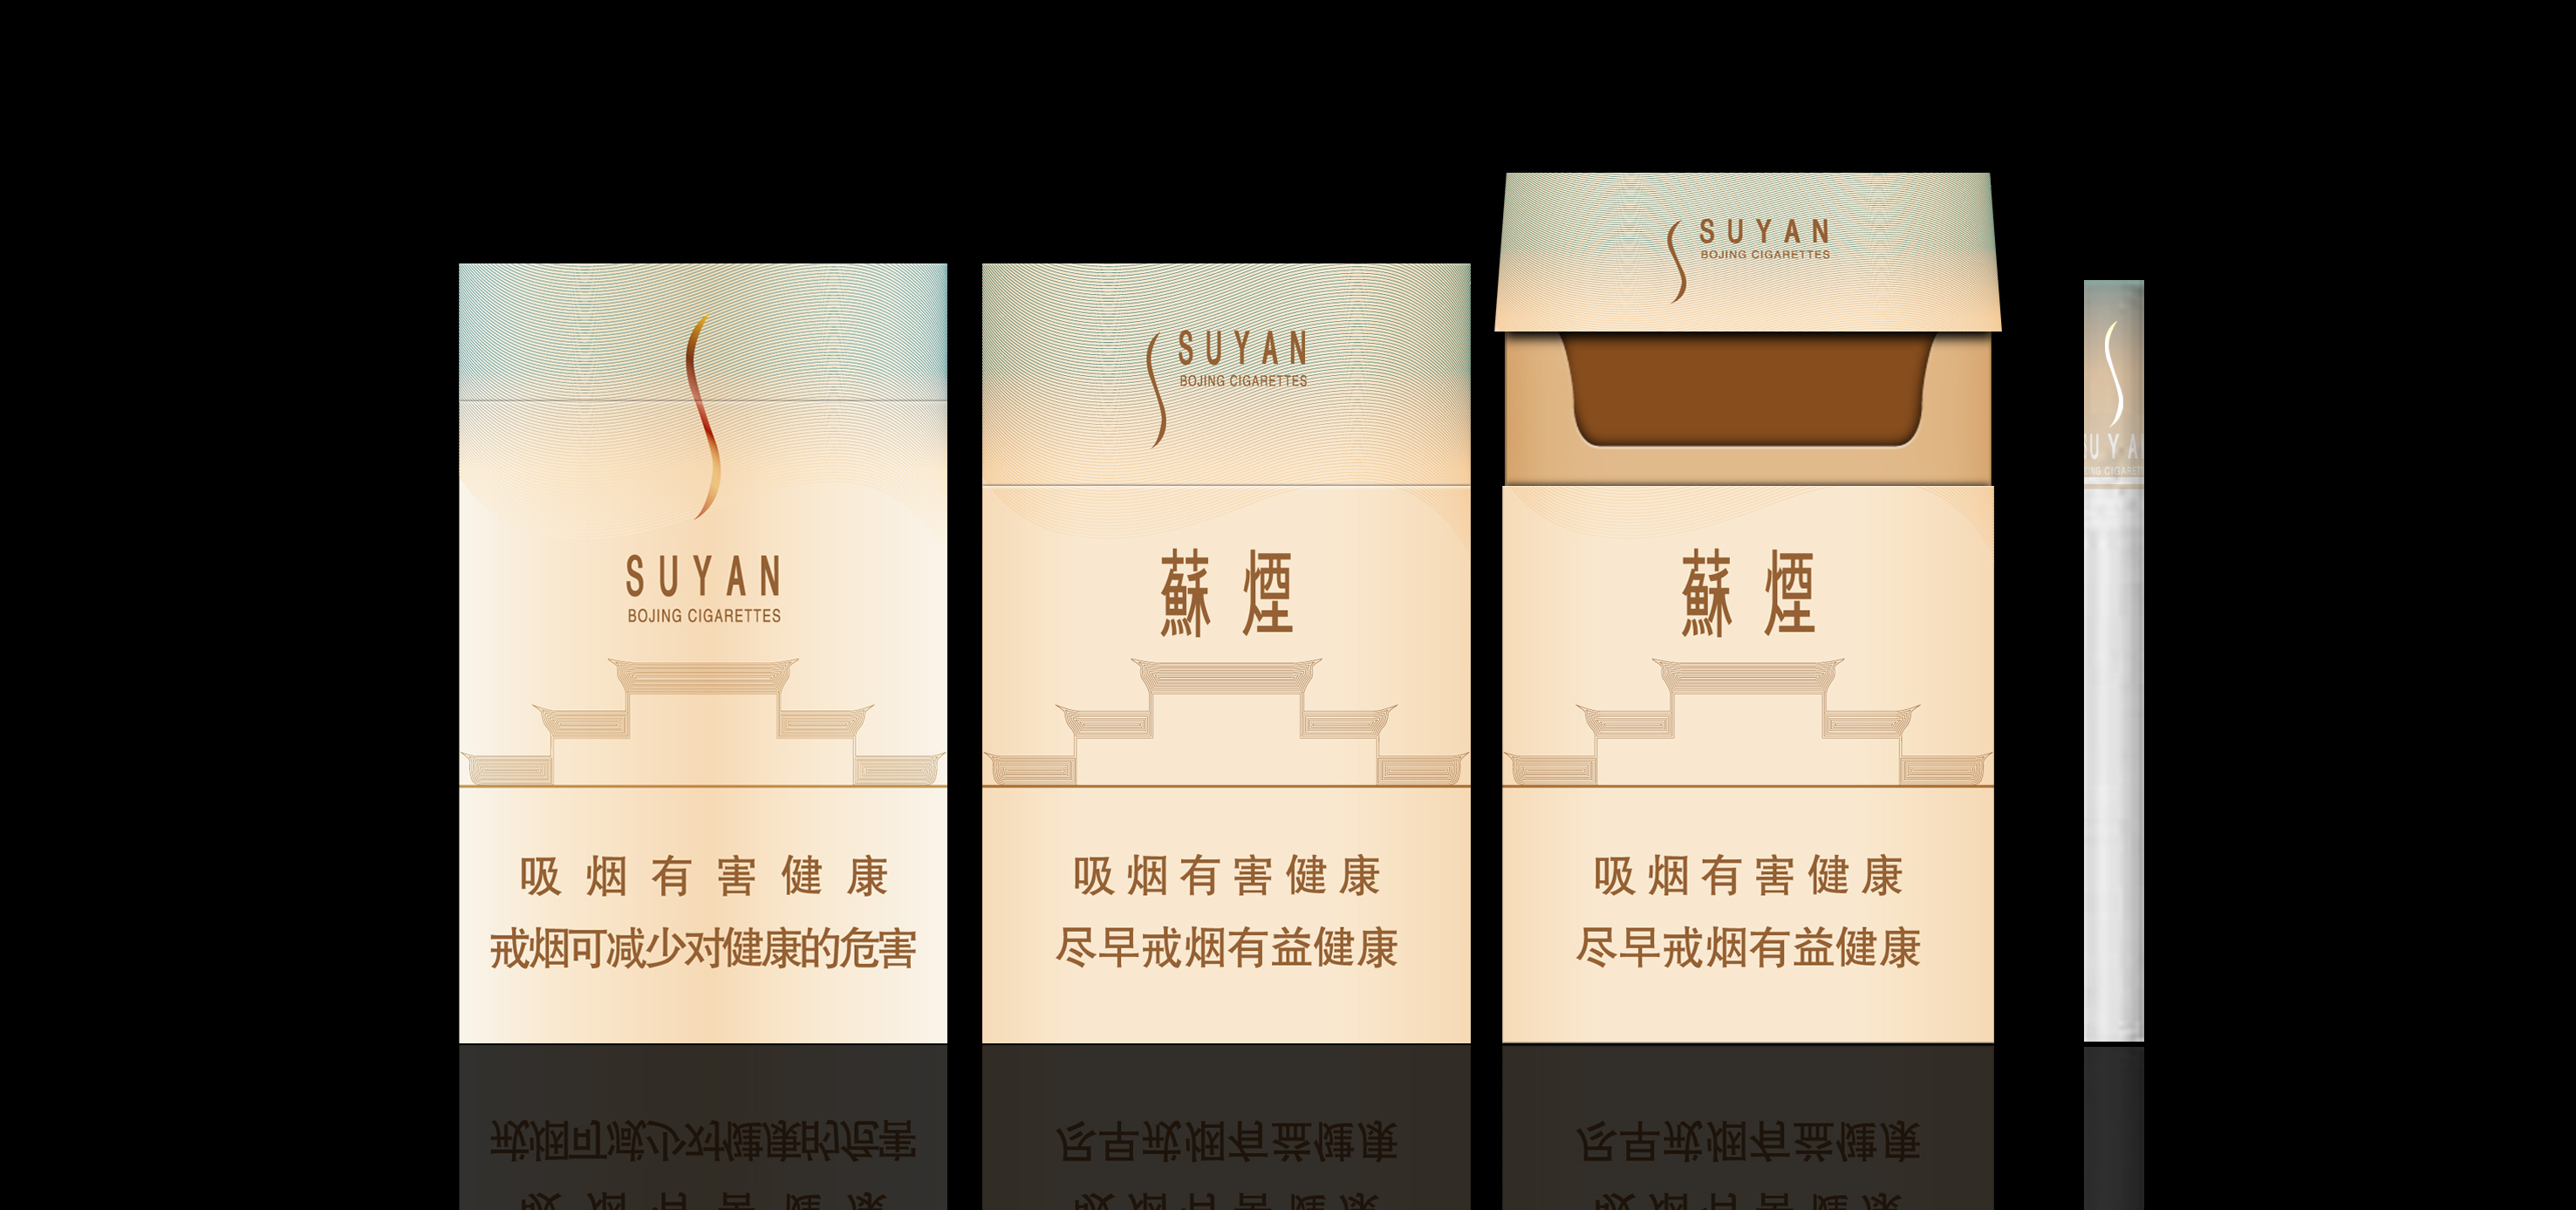 SUYAN
BOJING CIGARETTES
吸烟有害健康
戒烟可减少对健康的危害
SUYAN
BOJING CIGARETTES
蘇煙
吸烟有害健康
尽早戒烟有益健康
SUYAN
BOJING CIGARETTES
蘇煙
吸烟有害健康
尽早戒烟有益健康
SUYA
CIGARET